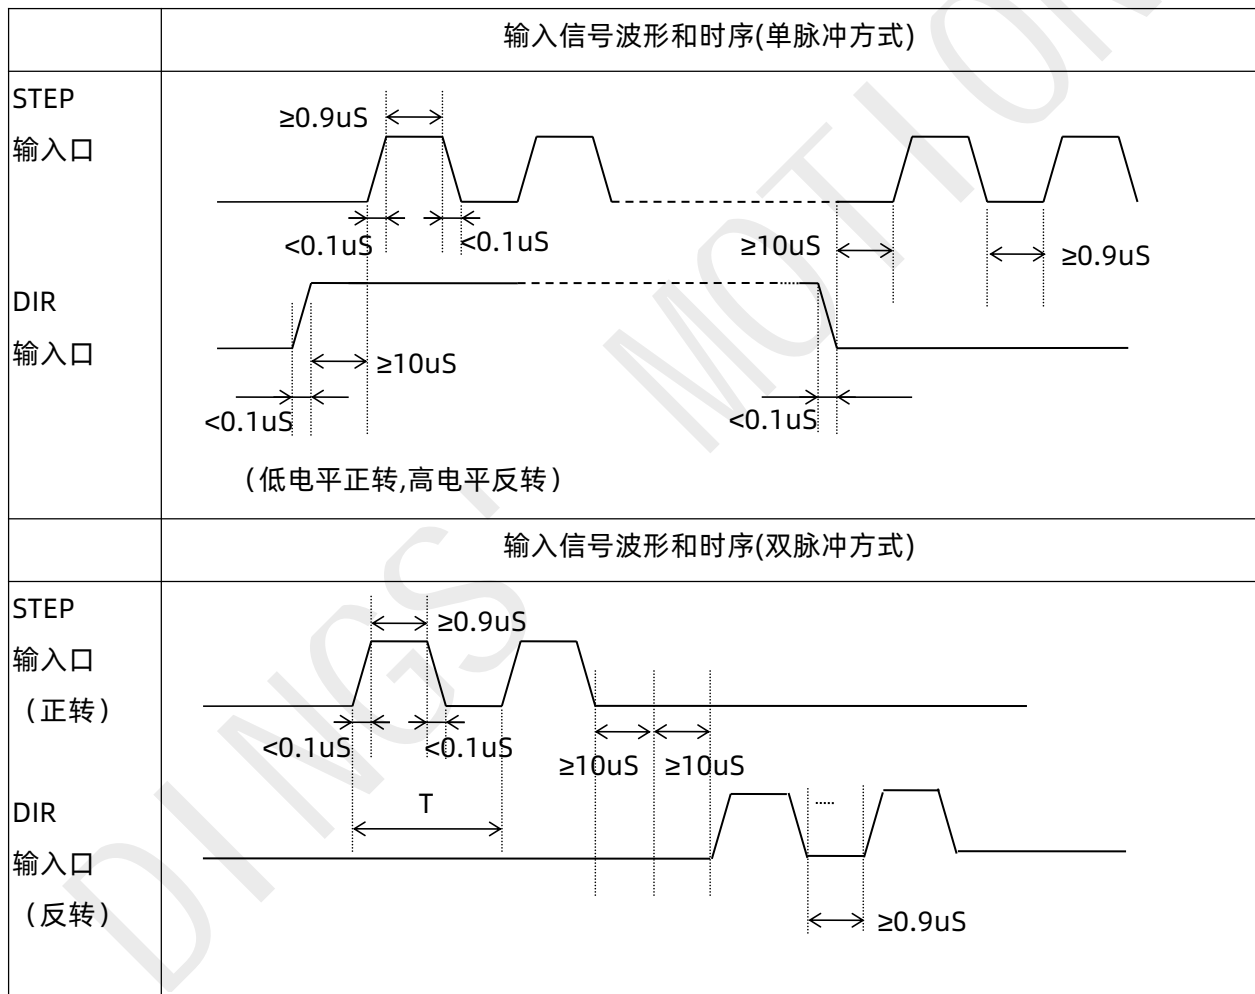 输入信号波形和时序(单脉冲方式)
STEP
输入口
≥0.9uS
<0.1uS
<0.1uS
≥10uS
≥0.9uS
DIR
输入口
≥10uS
<0.1uS
<0.1uS
（低电平正转,高电平反转）
输入信号波形和时序(双脉冲方式)
STEP
输入口
（正转）
≥0.9uS
<0.1uS
<0.1uS
≥10uS
≥10uS
T
DIR
输入口
（反转）
.....
≥0.9uS
DINGS' MOTION